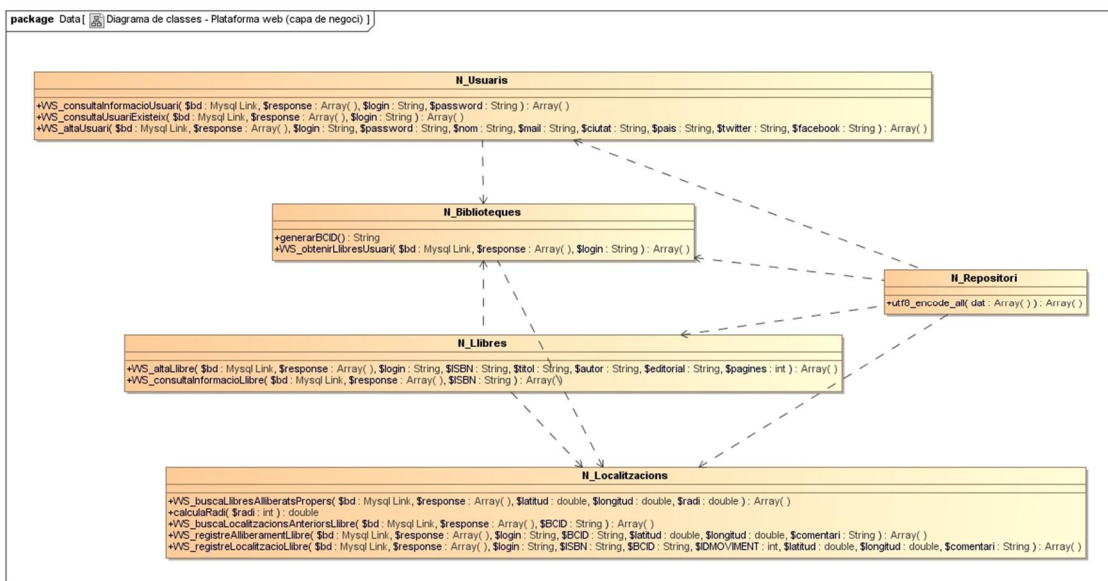 package Data [ Diagrama de classes - Plataforma web (capa de negoci) ]
N_Usuaris
+WS_consultaInformacioUsuari( $bd : Mysql Link, $response : Array( ), $login : String, $password : String ) : Array( )
+WS_consultaUsuariExisteix( $bd : Mysql Link, $response : Array( ), $login : String ) : Array( )
+WS_altaUsuari( $bd : Mysql Link, $response : Array( ), $login : String, $password : String, $nom : String, $mail : String, $ciutat : String, $pais : String, $twitter : String, $facebook : String ) : Array( )
N_Biblioteques
+generarBCID() : String
+WS_obtenirLlibresUsuari( $bd : Mysql Link, $response : Array( ), $login : String ) : Array( )
N_Repositori
+utf8_encode_all( dat : Array( ) ) : Array( )
N_Llibres
+WS_altaLlibre( $bd : Mysql Link, $response : Array( ), $login : String, $ISBN : String, $titol : String, $autor : String, $editorial : String, $pagines : int ) : Array( )
+WS_consultaInformacioLlibre( $bd : Mysql Link, $response : Array( ), $ISBN : String ) : Array( )
N_Localitzacions
+WS_buscaLlibresAlliberatsPropers( $bd : Mysql Link, $response : Array( ), $latitud : double, $longitud : double, $radi : double ) : Array( )
+calculaRadi( $radi : int ) : double
+WS_buscaLocalitzacionsAnteriorsLlibre( $bd : Mysql Link, $response : Array( ), $BCID : String ) : Array( )
+WS_registreAlliberamentLlibre( $bd : Mysql Link, $response : Array( ), $login : String, $BCID : String, $latitud : double, $longitud : double, $comentari : String ) : Array( )
+WS_registreLocalitzacioLlibre( $bd : Mysql Link, $response : Array( ), $login : String, $ISBN : String, $BCID : String, $IDMOVIMENT : int, $latitud : double, $longitud : double, $comentari : String ) : Array( )